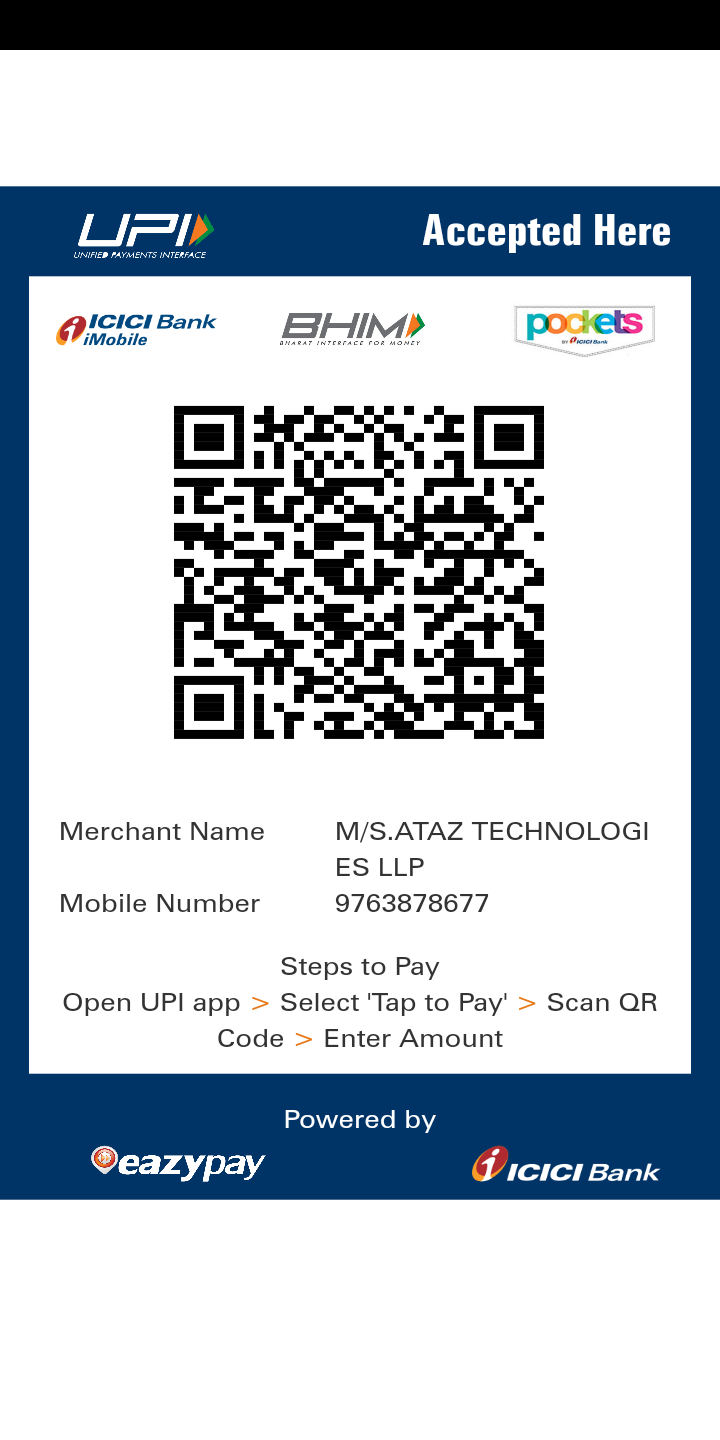 UPI
UNIFIED PAYMENTS INTERFACE
Accepted Here
ICICI Bank
iMobile
BHIM
BHARAT INTERFACE FOR MONEY
pockets
BY ICICI Bank
Merchant Name M/S.ATAZ TECHNOLOGI
ES LLP
Mobile Number 9763878677
Steps to Pay
Open UPI app > Select 'Tap to Pay' > Scan QR
Code > Enter Amount
Powered by
eazypay
ICICI Bank